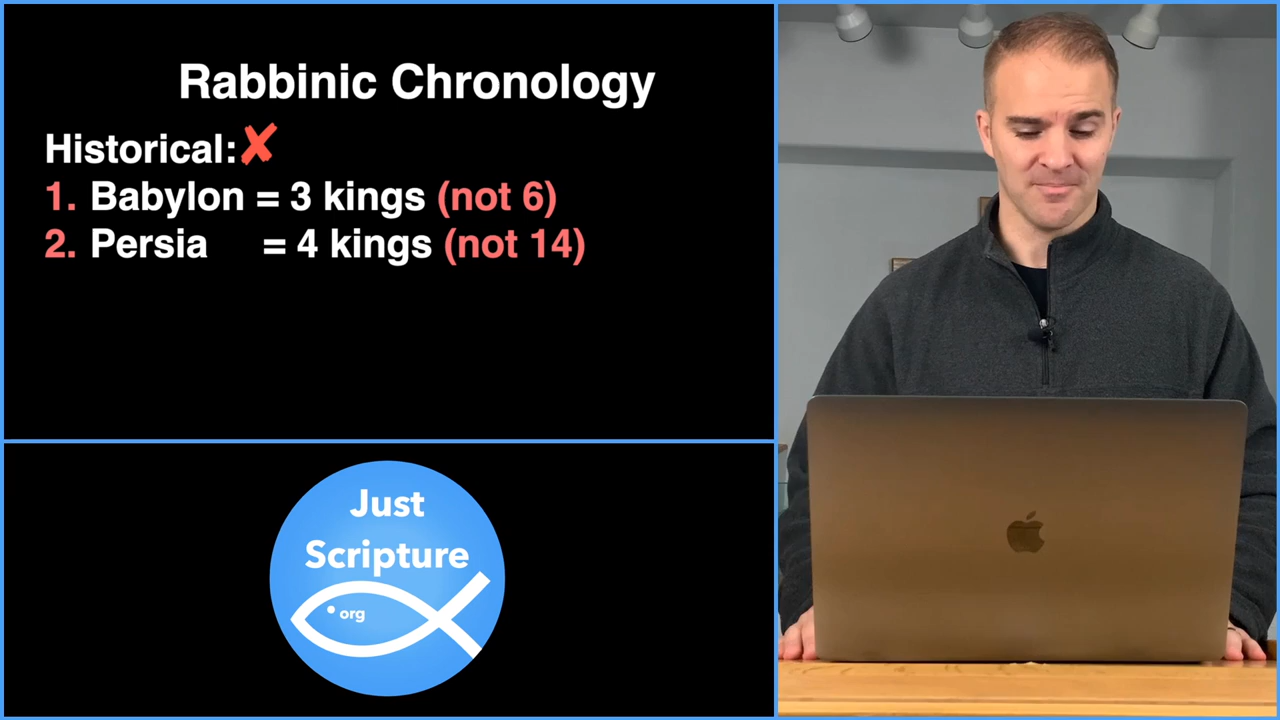 Rabbinic Chronology
Historical:✘
1. Babylon = 3 kings (not 6)
2. Persia = 4 kings (not 14)
Just
Scripture
org